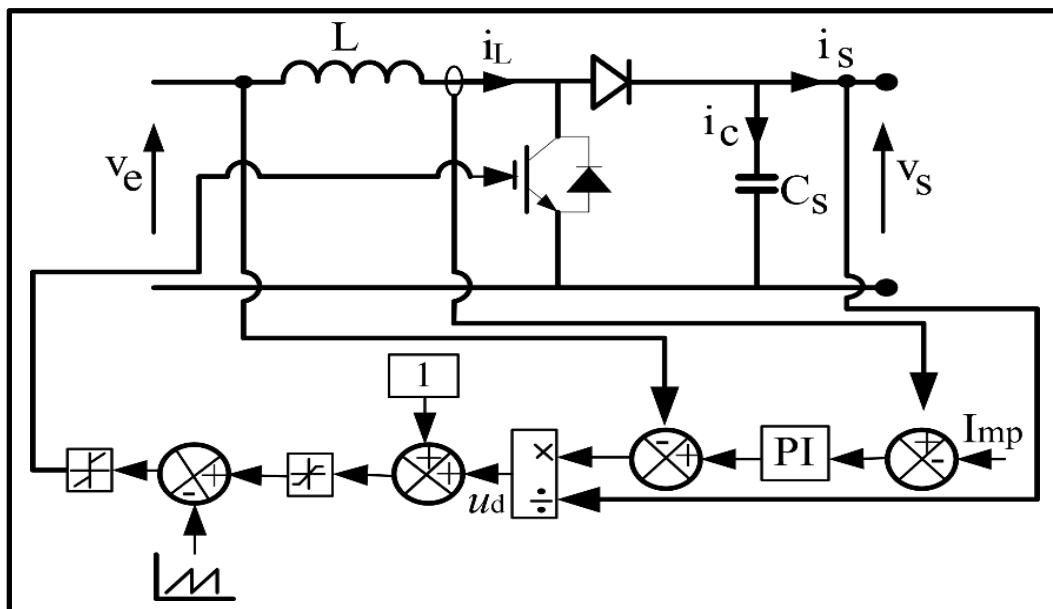 L
iL
is
ve
ic
Cs
vs
1
Imp
+
-
-
+
PI
×
÷
+
+
ud
+
-